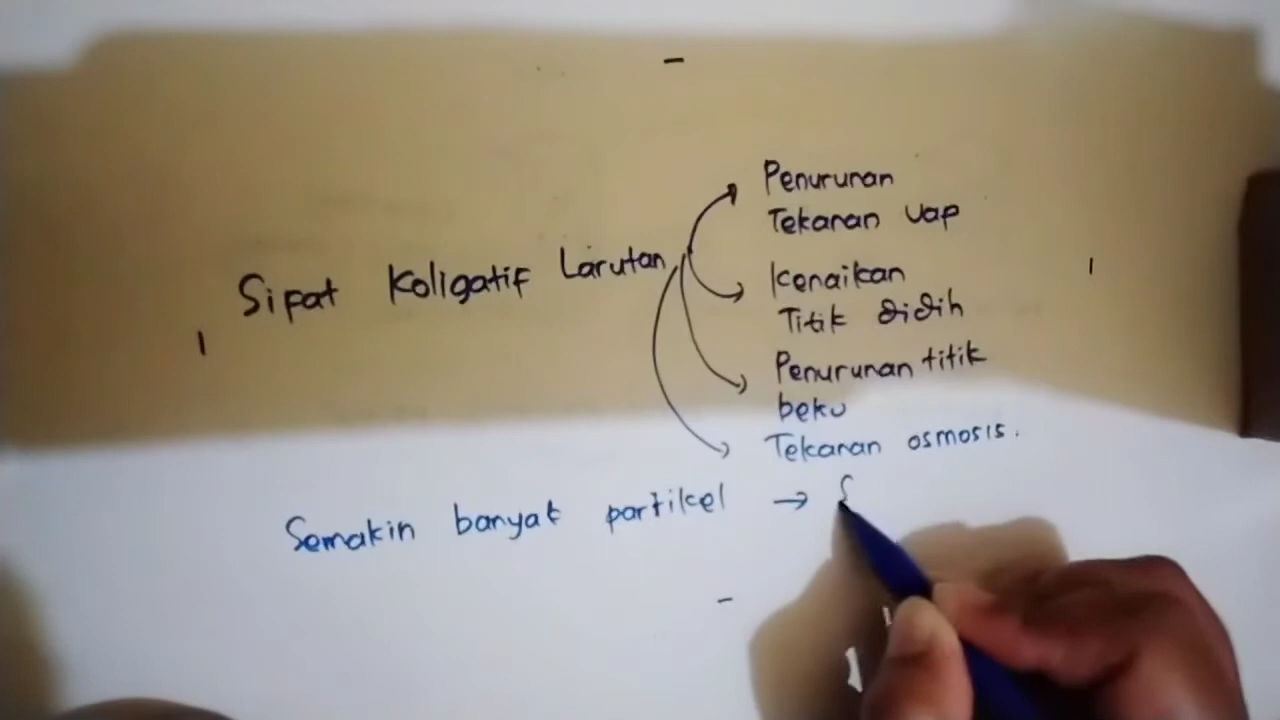 Penurunan
Tekanan Uap
Sifat Koligatif Larutan
Kenaikan
Titik didih
Penurunan titik
beku
Tekanan osmosis.
Semakin banyak partikel → S